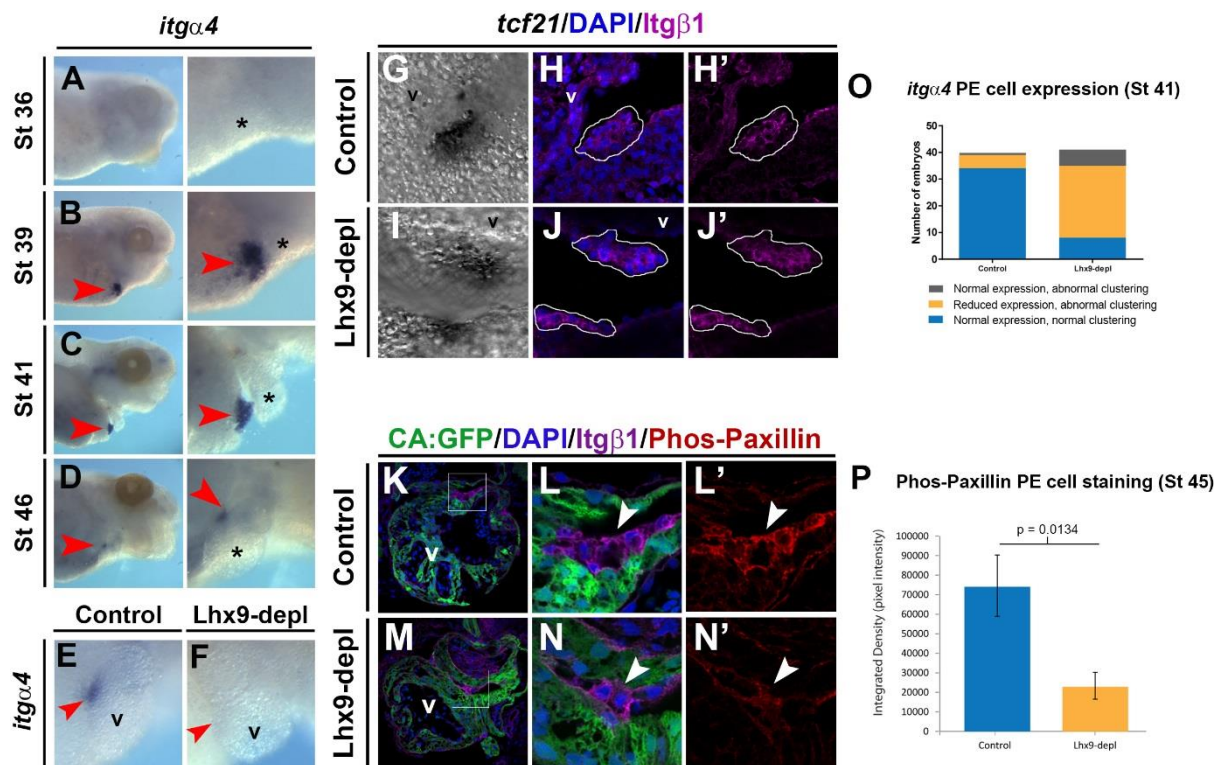 itgα4
St 36
A
*
St 39
B
*
St 41
C
*
St 46
D
*
Control
Lhx9-depl
itgα4
E
v
F
v
tcf21/DAPI/Itgβ1
Control
G
v
H
v
H’
Lhx9-depl
I
v
J
v
J’
CA:GFP/DAPI/Itgβ1/Phos-Paxillin
Control
K
v
L
L’
Lhx9-depl
M
v
N
N’
O
itgα4 PE cell expression (St 41)
Number of embryos
50
40
30
20
10
0
Control
Lhx9-depl
Normal expression, abnormal clustering
Reduced expression, abnormal clustering
Normal expression, normal clustering
P
Phos-Paxillin PE cell staining (St 45)
p = 0.0134
Integrated Density (pixel intensity)
100000
90000
80000
70000
60000
50000
40000
30000
20000
10000
0
Control
Lhx9-depl